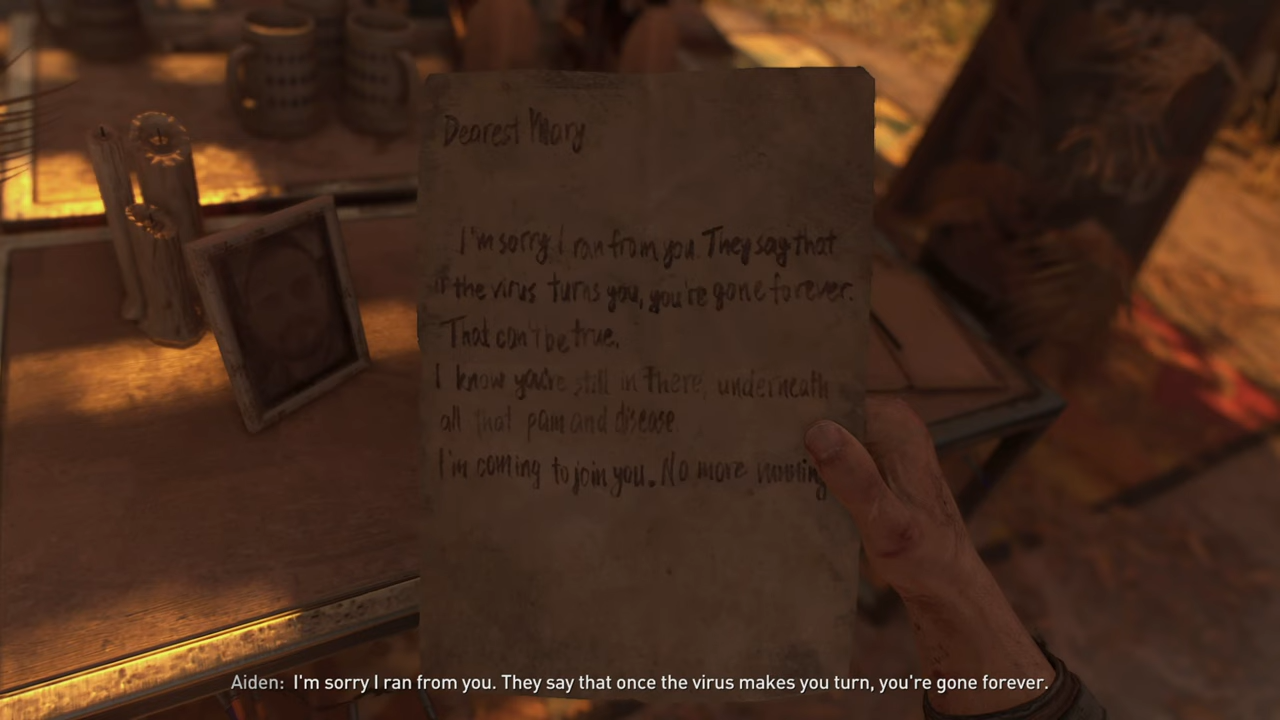 Dearest Mary
I'm sorry I ran from you. They say that
if the virus turns you, you're gone forever.
That can't be true.
I know you're still in there, underneath
all that pain and disease.
I'm coming to join you. No more running
Aiden: I'm sorry I ran from you. They say that once the virus makes you turn, you're gone forever.